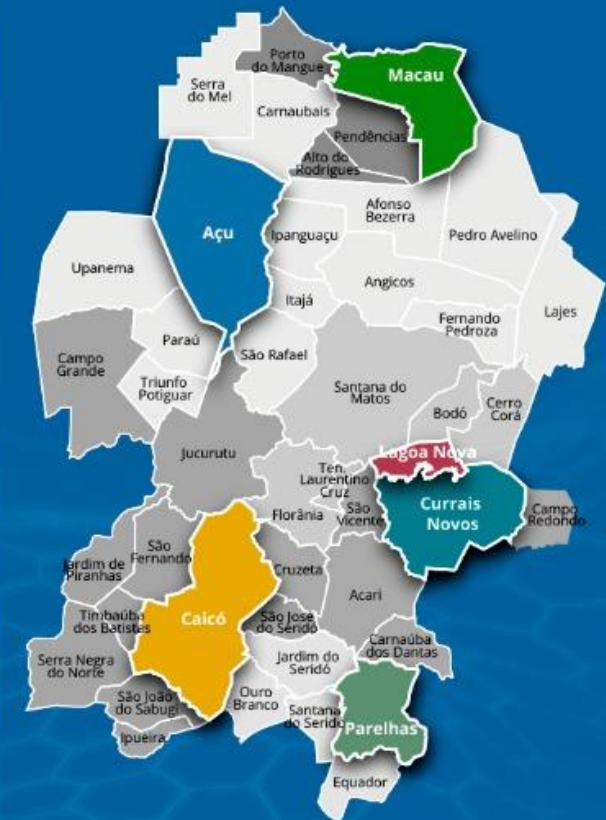 Porto
do Mangue
Macau
Serra
do Mel
Carnaubais
Pendências
Alto do
Rodrigues
Afonso
Bezerra
Açu
Ipanguaçu
Pedro Avelino
Upanema
Angicos
Itajá
Lajes
Fernando
Pedroza
Paraú
São Rafael
Campo
Grande
Triunfo
Potiguar
Santana do
Matos
Bodó
Cerro
Corá
Jucurutu
Lagoa Nova
Ten.
Laurentino
Cruz
Florânia
São
Vicente
Currais
Novos
Campo
Redondo
Jardim de
Piranhas
São
Fernando
Cruzeta
Acari
Timbaúba
dos Batistas
Caicó
São José
do Seridó
Carnaúba
dos Dantas
Serra Negra
do Norte
Jardim do
Seridó
São João
do Sabugi
Ouro
Branco
Santana
do Seridó
Parelhas
Ipueira
Equador